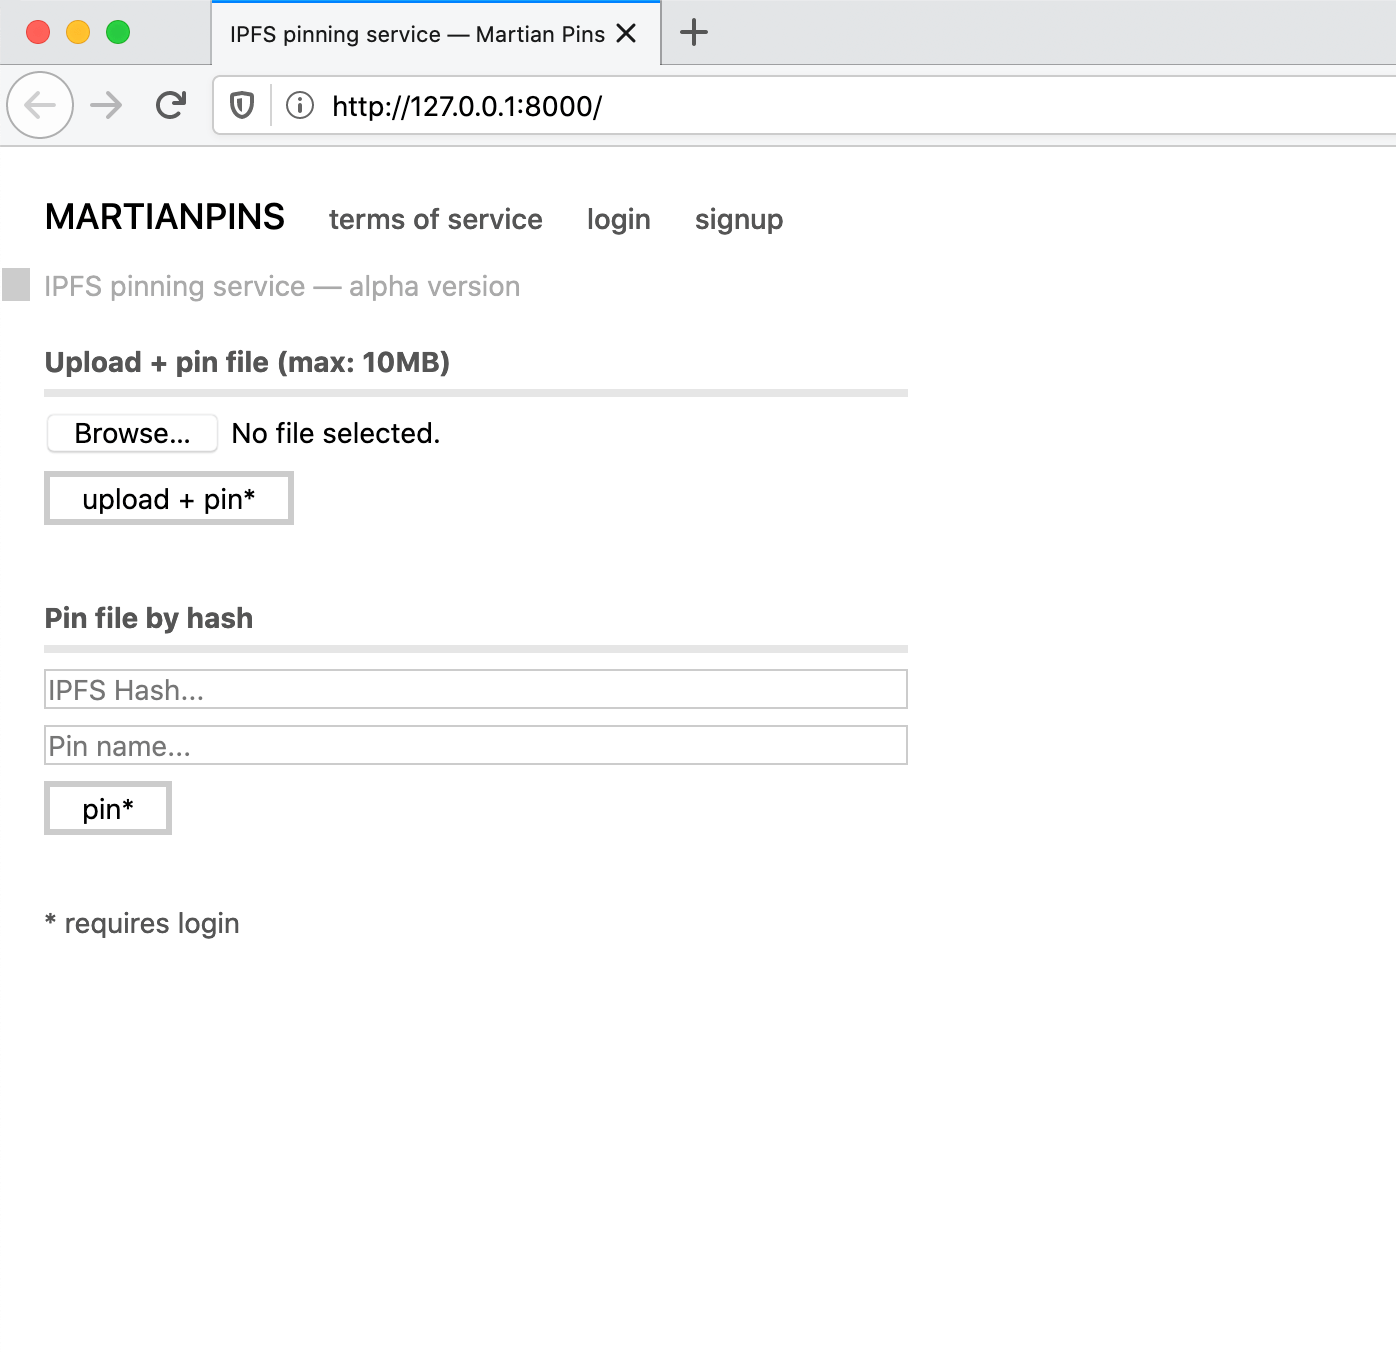 IPFS pinning service — Martian Pins
http://127.0.0.1:8000/
MARTIANPINS terms of service login signup
IPFS pinning service — alpha version
Upload + pin file (max: 10MB)
Browse... No file selected.
upload + pin*
Pin file by hash
IPFS Hash...
Pin name...
pin*
* requires login